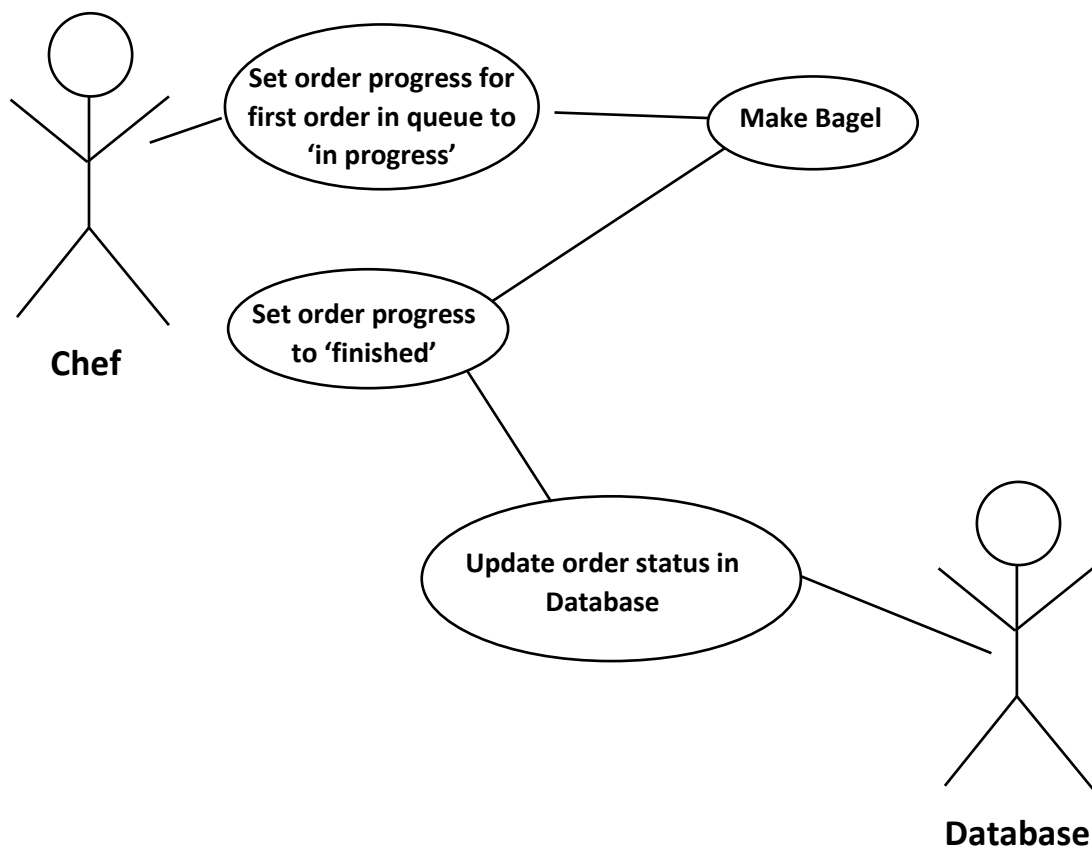 Set order progress for
first order in queue to
‘in progress’
Make Bagel
Set order progress
to ‘finished’
Chef
Update order status in
Database
Database